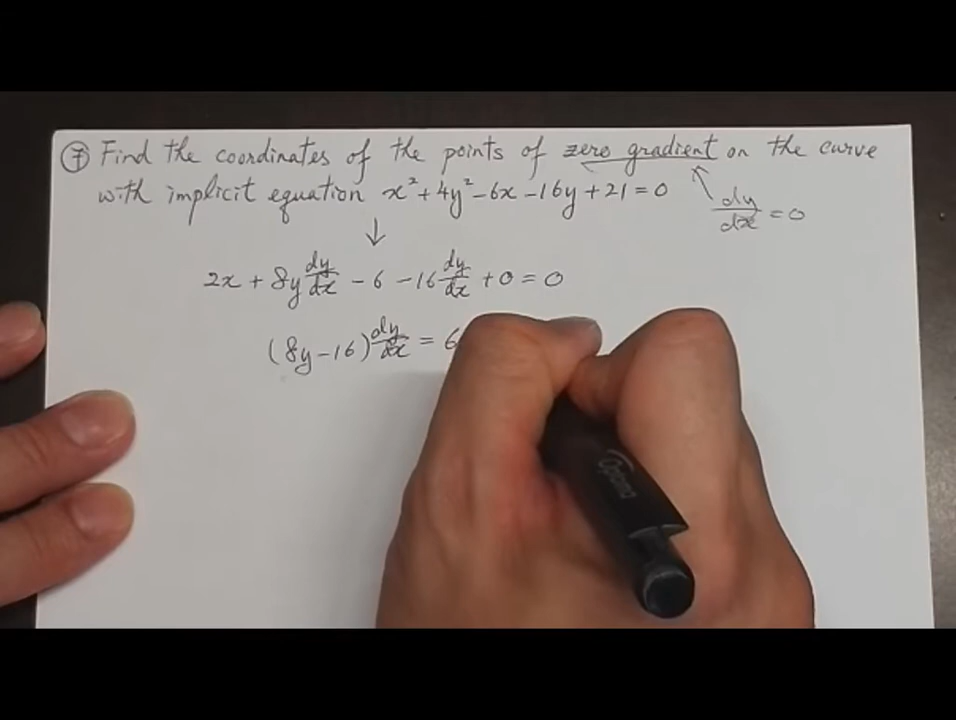 ⑦ Find the coordinates of the points of zero gradient on the curve
with implicit equation x² + 4y² - 6x - 16y + 21 = 0
dy/dx = 0
2x + 8y dy/dx - 6 - 16 dy/dx + 0 = 0
(8y - 16) dy/dx = 6
Optama